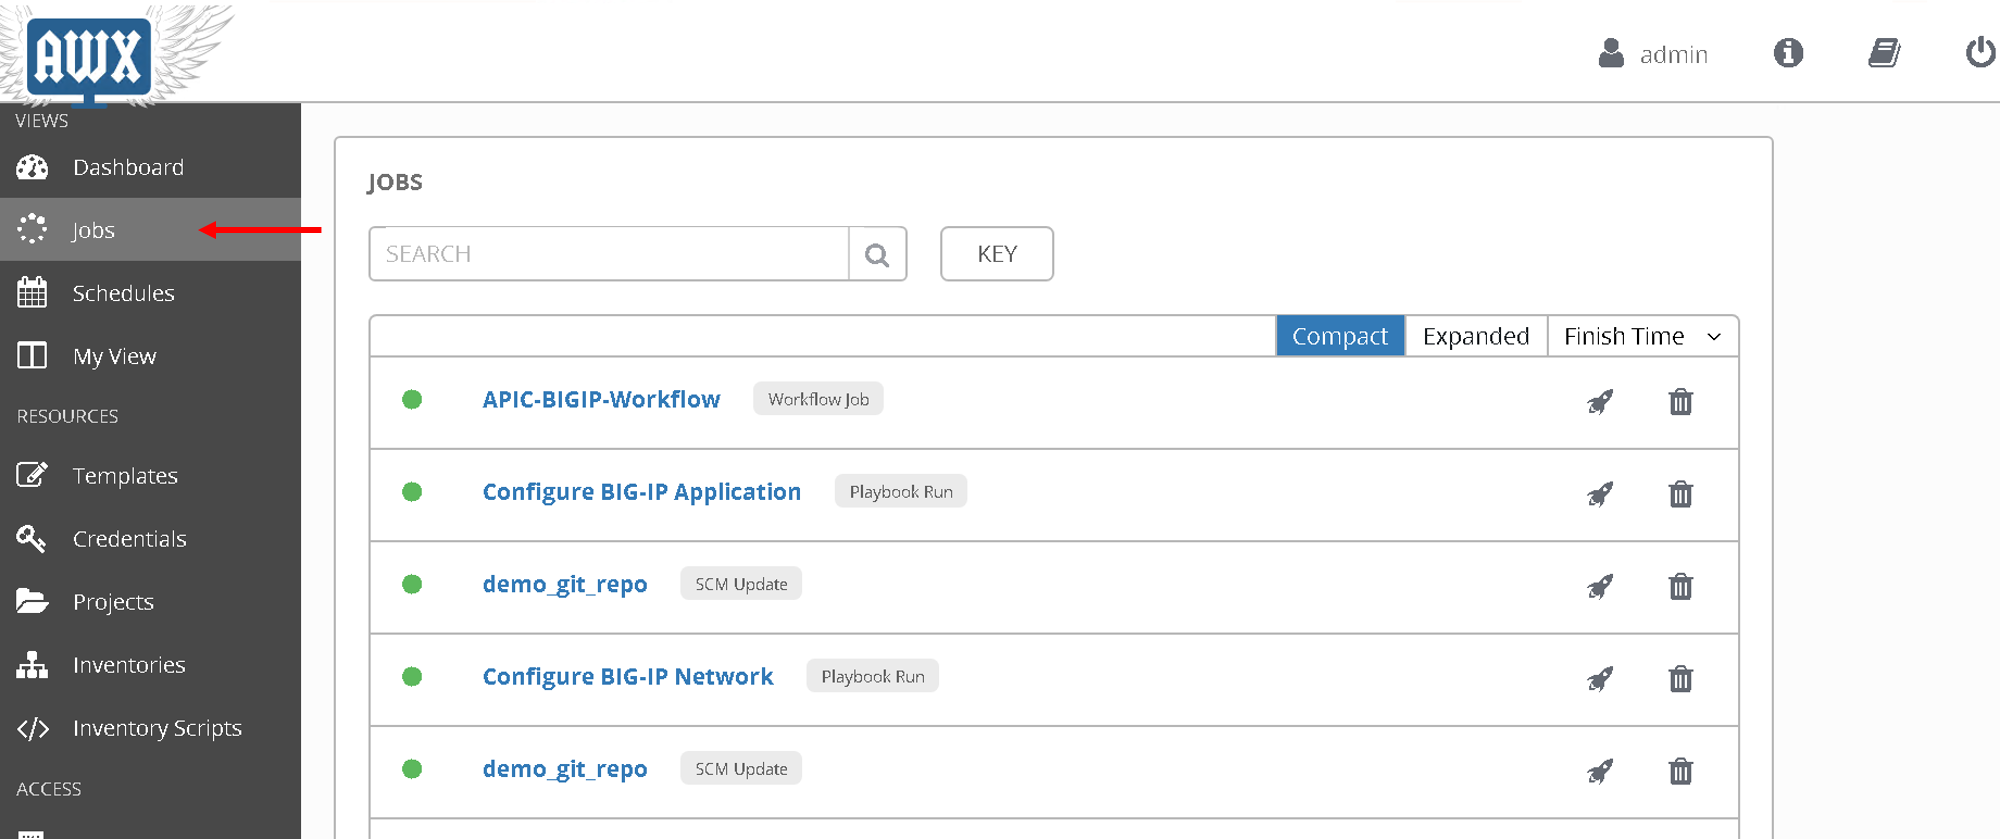 AWX
admin
VIEWS
Dashboard
Jobs
Schedules
My View
RESOURCES
Templates
Credentials
Projects
Inventories
Inventory Scripts
ACCESS
JOBS
SEARCH
KEY
Compact Expanded Finish Time
APIC-BIGIP-Workflow Workflow Job
Configure BIG-IP Application Playbook Run
demo_git_repo SCM Update
Configure BIG-IP Network Playbook Run
demo_git_repo SCM Update